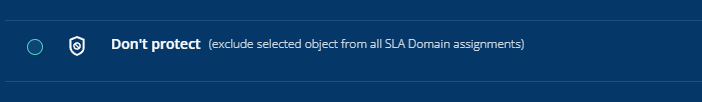 Don't protect (exclude selected object from all SLA Domain assignments)